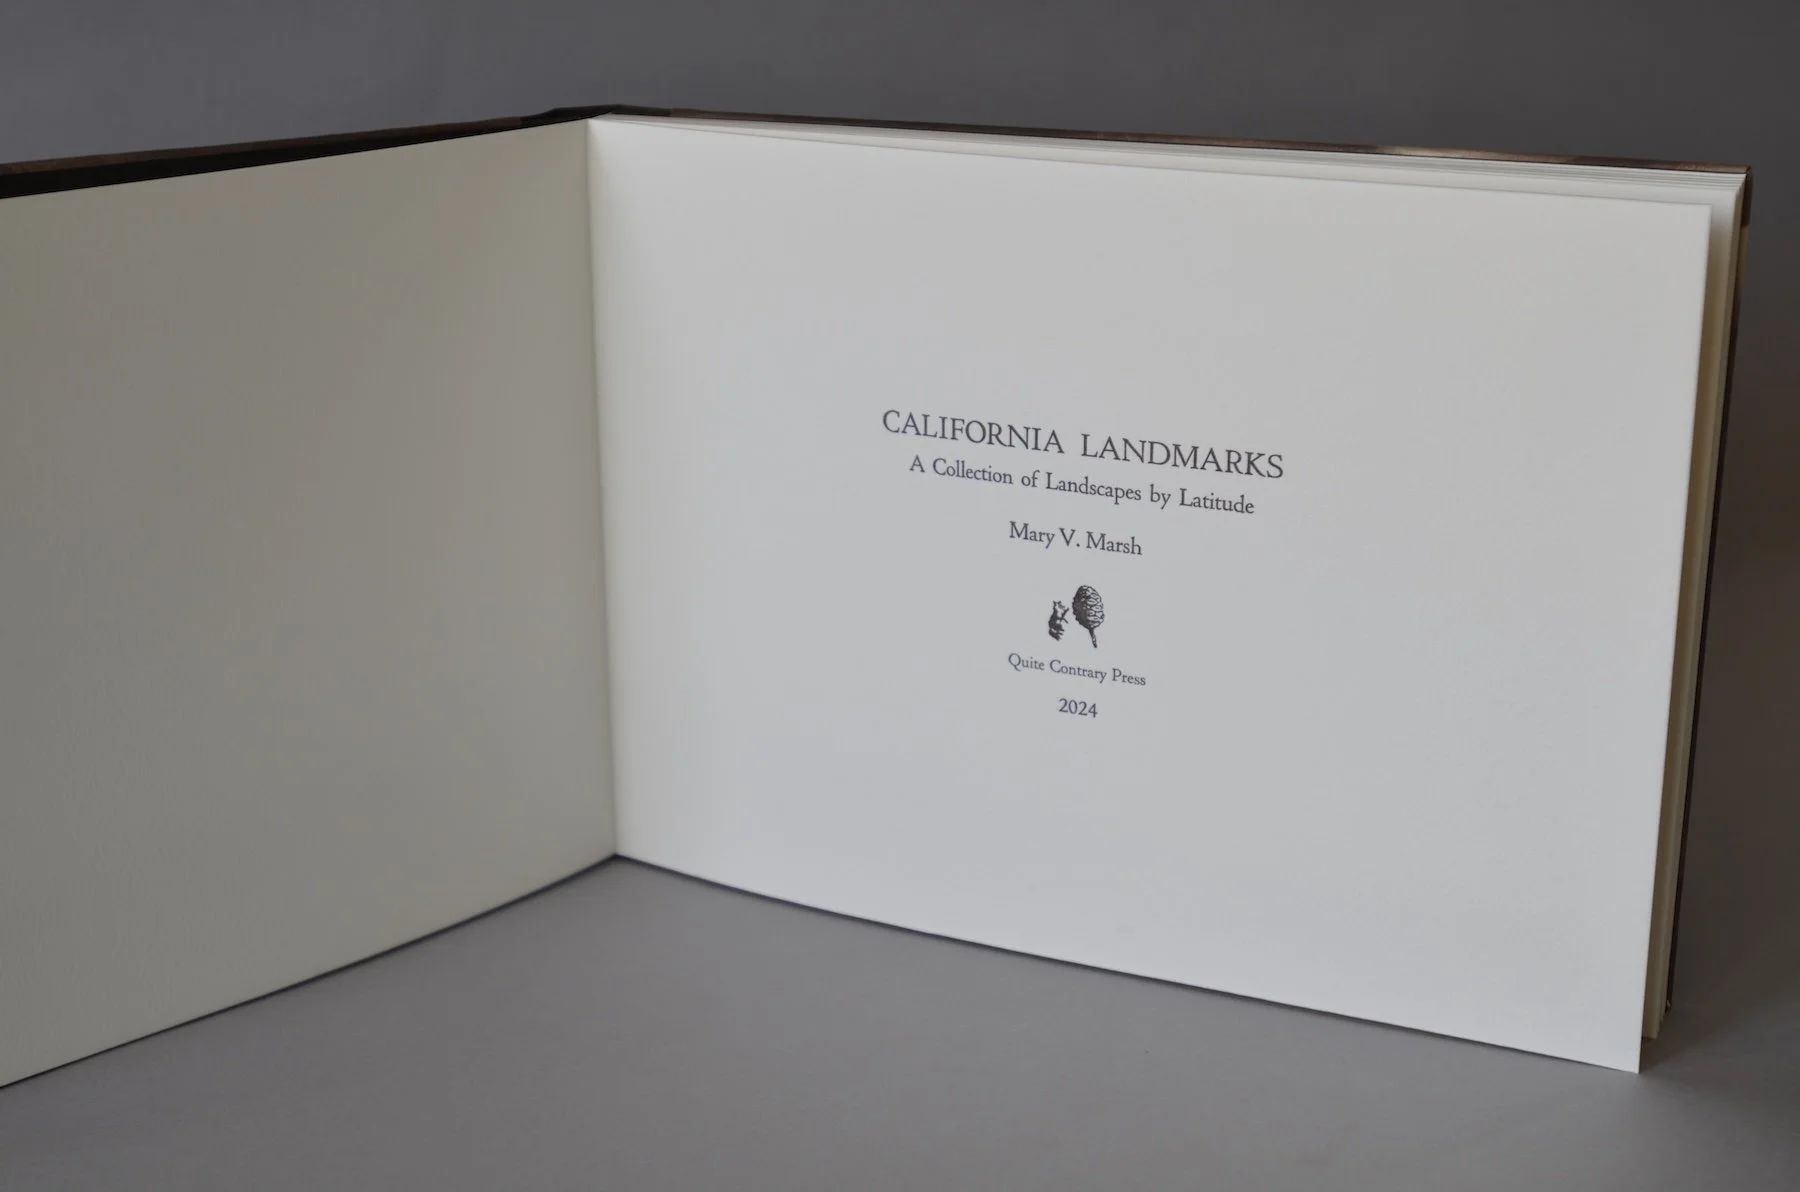 CALIFORNIA LANDMARKS
A Collection of Landscapes by Latitude
Mary V. Marsh
Quite Contrary Press
2024